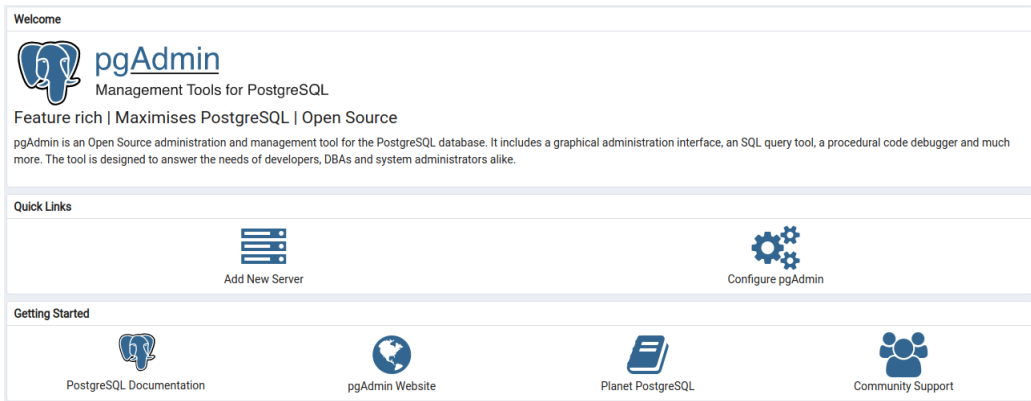 Welcome
pgAdmin
Management Tools for PostgreSQL
Feature rich | Maximises PostgreSQL | Open Source
pgAdmin is an Open Source administration and management tool for the PostgreSQL database. It includes a graphical administration interface, an SQL query tool, a procedural code debugger and much
more. The tool is designed to answer the needs of developers, DBAs and system administrators alike.
Quick Links
Add New Server
Configure pgAdmin
Getting Started
PostgreSQL Documentation
pgAdmin Website
Planet PostgreSQL
Community Support